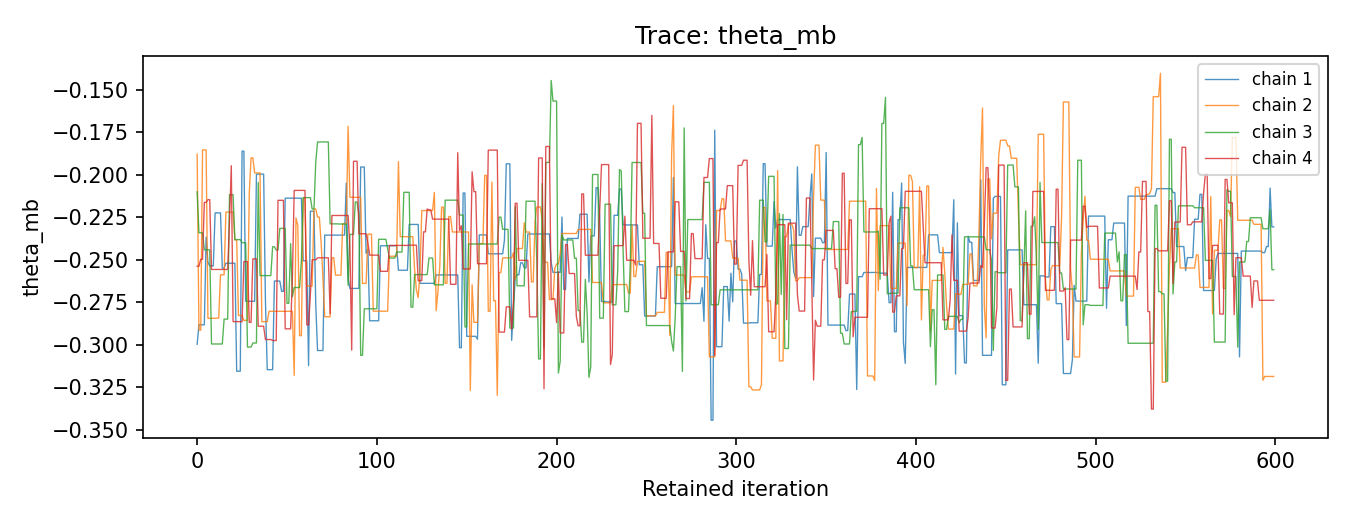 Trace: theta_mb
theta_mb
−0.150
−0.175
−0.200
−0.225
−0.250
−0.275
−0.300
−0.325
−0.350
chain 1
chain 2
chain 3
chain 4
0 100 200 300 400 500 600
Retained iteration